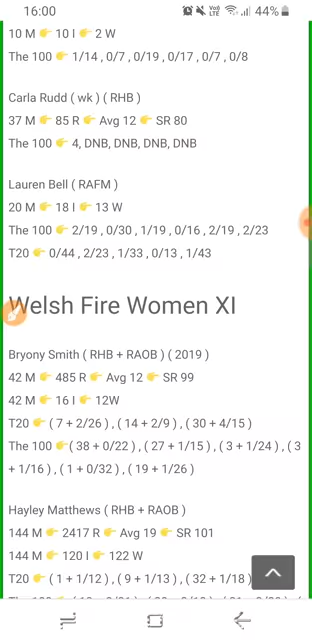 16:00 44%
10 M 👉 10 I 👉 2 W
The 100 👉 1/14 , 0/7 , 0/19 , 0/17 , 0/7 , 0/8
Carla Rudd ( wk ) ( RHB )
37 M 👉 85 R 👉 Avg 12 👉 SR 80
The 100 👉 4, DNB, DNB, DNB, DNB
Lauren Bell ( RAFM )
20 M 👉 18 I 👉 13 W
The 100 👉 2/19 , 0/30 , 1/19 , 0/16 , 2/19 , 2/23
T20 👉 0/44 , 2/23 , 1/33 , 0/13 , 1/43
Welsh Fire Women XI
Bryony Smith ( RHB + RAOB ) ( 2019 )
42 M 👉 485 R 👉 Avg 12 👉 SR 99
42 M 👉 16 I 👉 12W
T20 👉 ( 7 + 2/26 ) , ( 14 + 2/9 ) , ( 30 + 4/15 )
The 100 👉 ( 38 + 0/22 ) , ( 27 + 1/15 ) , ( 3 + 1/24 ) , ( 3
+ 1/16 ) , ( 1 + 0/32 ) , ( 19 + 1/26 )
Hayley Matthews ( RHB + RAOB )
144 M 👉 2417 R 👉 Avg 19 👉 SR 101
144 M 👉 120 I 👉 122 W
T20 👉 ( 1 + 1/12 ) , ( 9 + 1/13 ) , ( 32 + 1/18 )